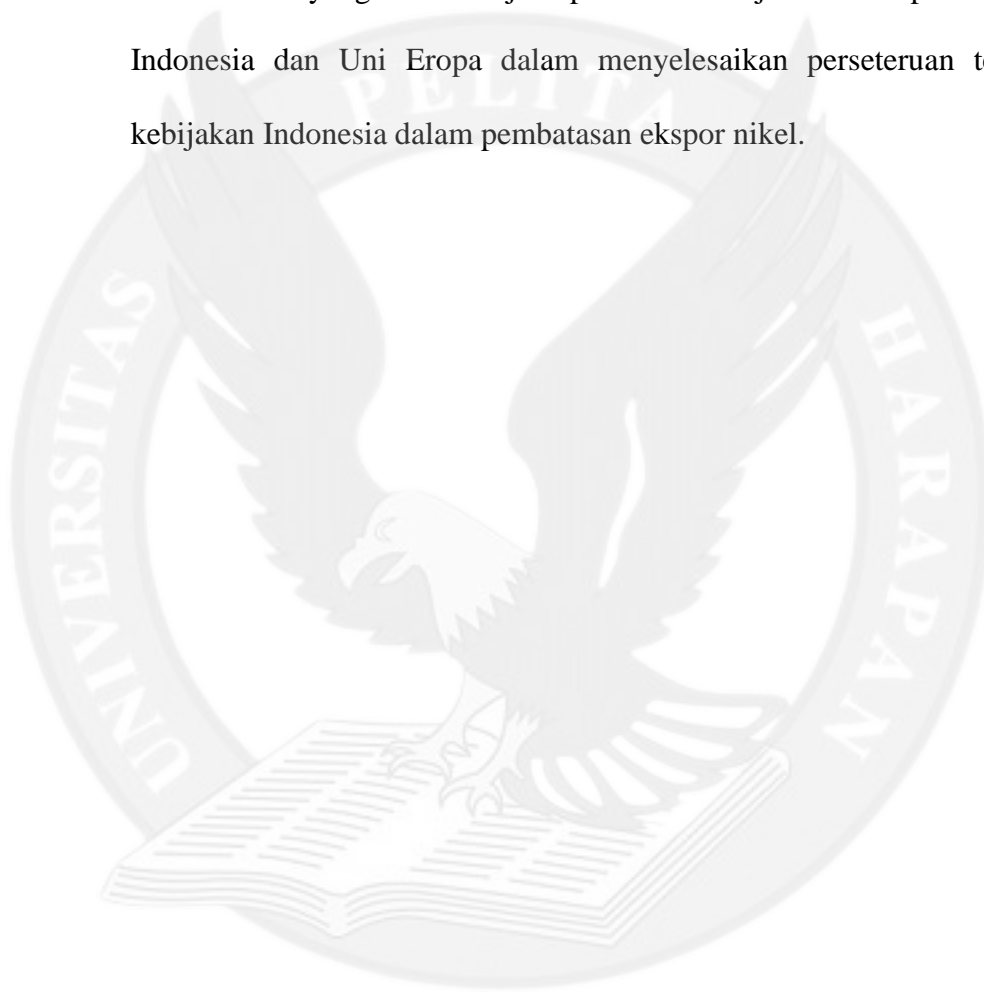 Indonesia dan Uni Eropa dalam menyelesaikan perseteruan
kebijakan Indonesia dalam pembatasan ekspor nikel.
UNIVERSITAS PELITA HARAPAN